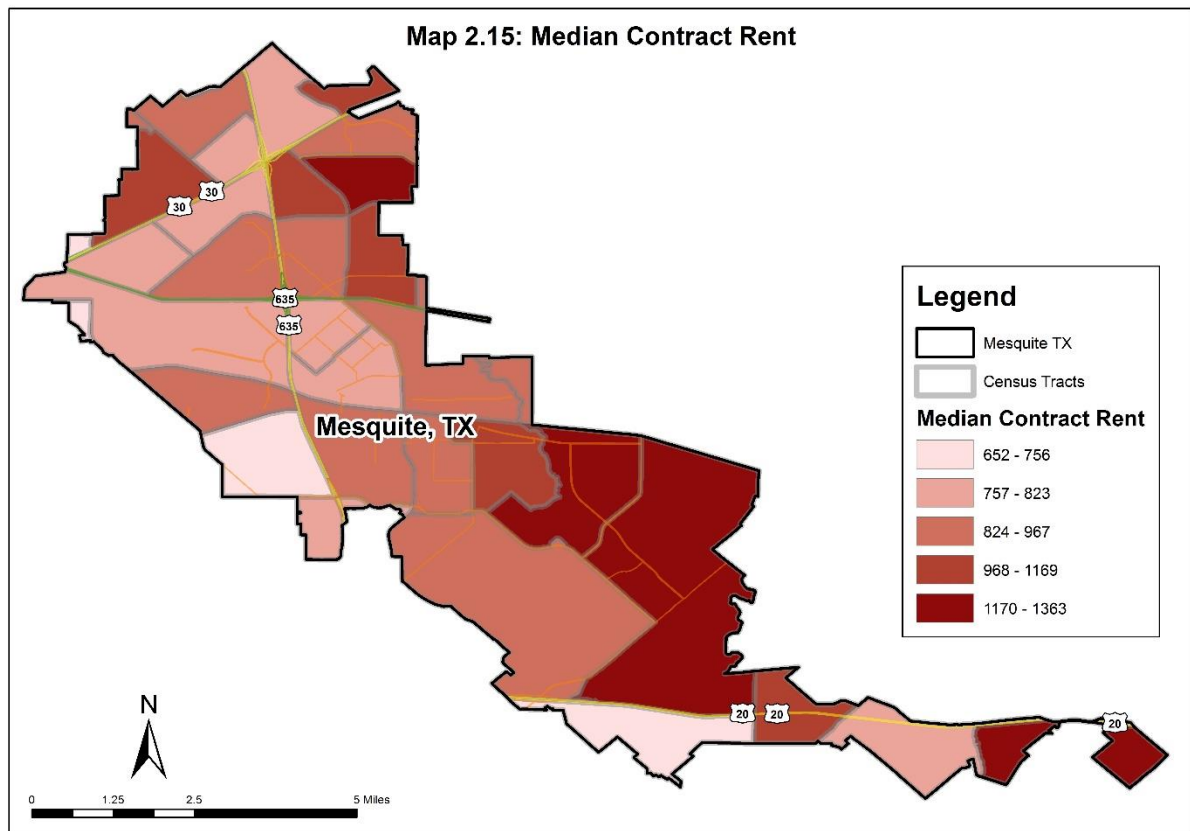 Map 2.15: Median Contract Rent
30
30
635
635
Mesquite, TX
Legend
Mesquite TX
Census Tracts
Median Contract Rent
652 - 756
757 - 823
824 - 967
968 - 1169
1170 - 1363
20
20
20
N
0 1.25 2.5 5 Miles